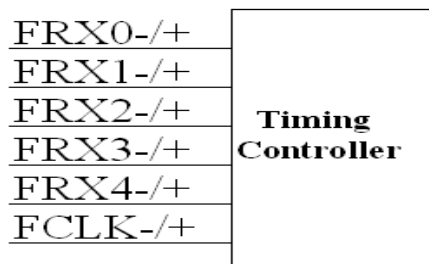 FRX0-/+
FRX1-/+
FRX2-/+
FRX3-/+
FRX4-/+
FCLK-/+
Timing
Controller